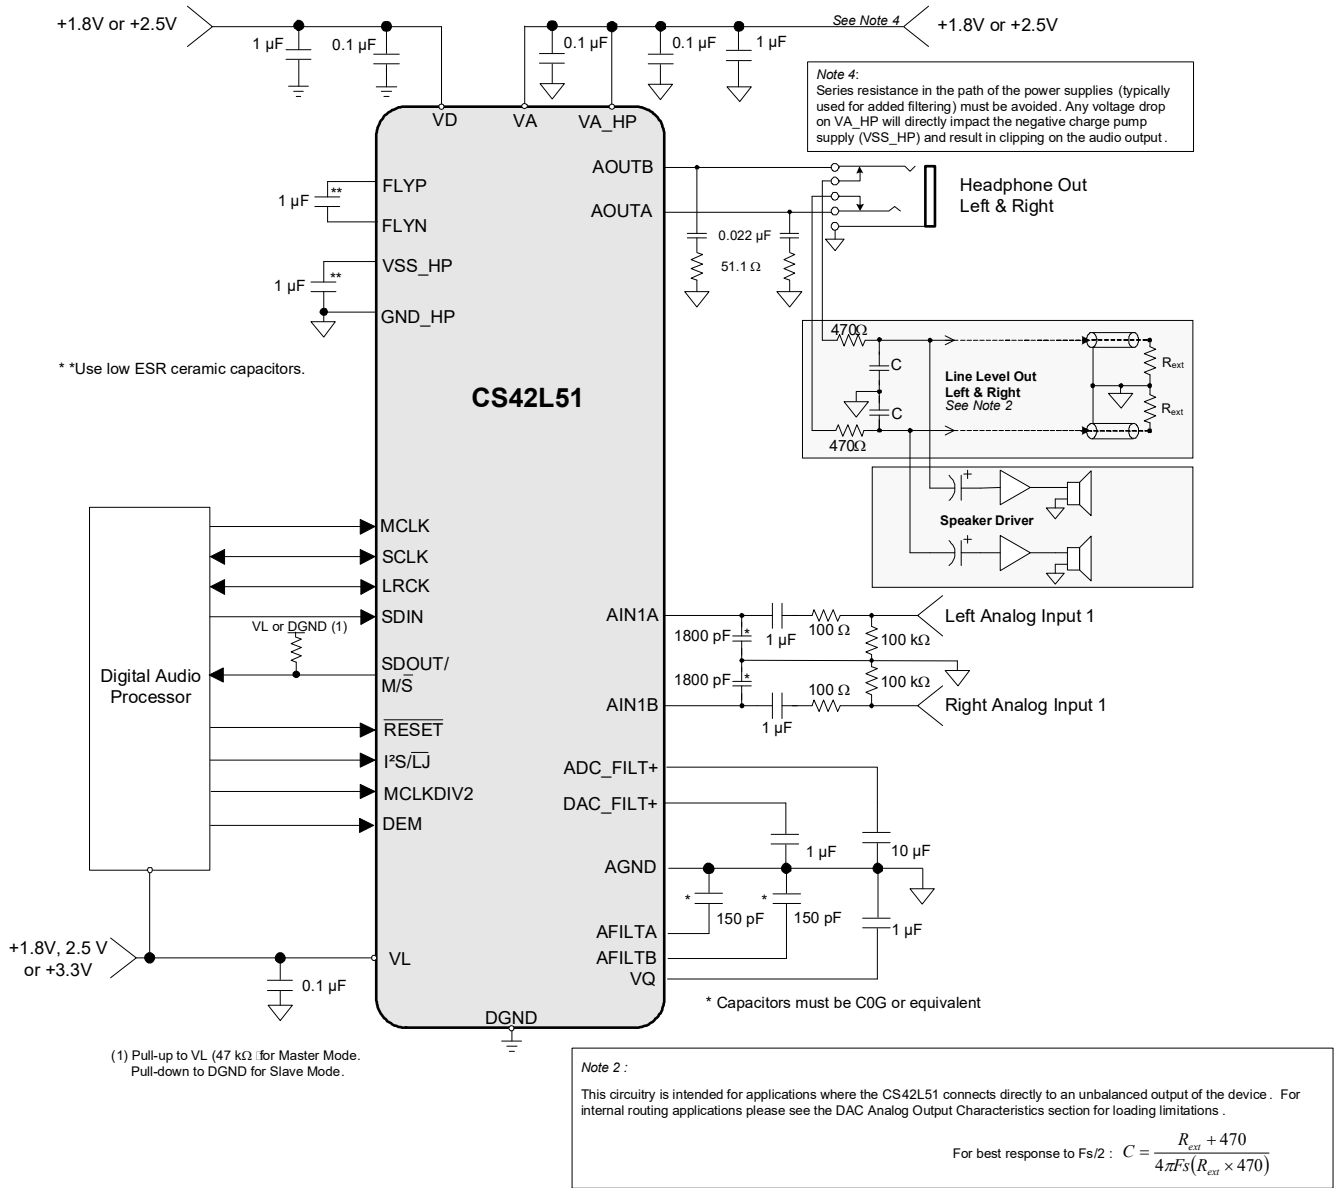 +1.8V or +2.5V
1 µF
0.1 µF
0.1 µF
0.1 µF
1 µF
See Note 4
+1.8V or +2.5V
Note 4:
Series resistance in the path of the power supplies (typically
used for added filtering) must be avoided. Any voltage drop
on VA_HP will directly impact the negative charge pump
supply (VSS_HP) and result in clipping on the audio output.
VD
VA
VA_HP
AOUTB
AOUTA
Headphone Out
Left & Right
FLYP
**
1 µF
FLYN
VSS_HP
**
1 µF
GND_HP
0.022 µF
51.1 Ω
* *Use low ESR ceramic capacitors.
CS42L51
470Ω
C
C
470Ω
Line Level Out
Left & Right
See Note 2
Rext
Rext
+
Speaker Driver
+
MCLK
SCLK
LRCK
SDIN
VL or DGND (1)
SDOUT/
M/S̅
Digital Audio
Processor
R̅E̅S̅E̅T̅
I²S/L̅J̅
MCLKDIV2
DEM
AIN1A
1800 pF
*
1 µF
100 Ω
100 kΩ
Left Analog Input 1
1800 pF
*
100 Ω
100 kΩ
AIN1B
1 µF
Right Analog Input 1
ADC_FILT+
DAC_FILT+
1 µF
10 µF
AGND
*
150 pF
*
150 pF
1 µF
AFILTA
AFILTB
VQ
* Capacitors must be C0G or equivalent
+1.8V, 2.5 V
or +3.3V
VL
0.1 µF
DGND
(1) Pull-up to VL (47 kΩ for Master Mode.
Pull-down to DGND for Slave Mode.
Note 2 :
This circuitry is intended for applications where the CS42L51 connects directly to an unbalanced output of the device. For
internal routing applications please see the DAC Analog Output Characteristics section for loading limitations.
For best response to Fs/2 : C = (Rext + 470) / (4πFs(Rext × 470))